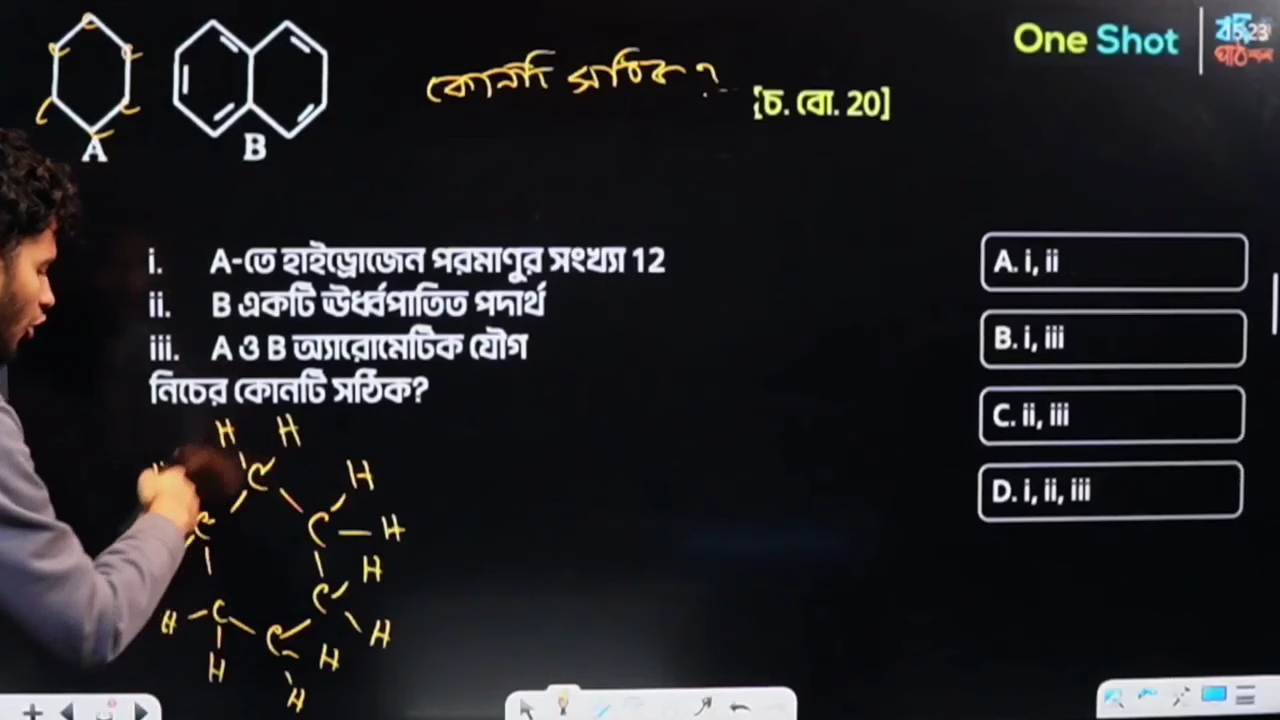 One Shot
কোনটি সঠিক ?
[চ. বো. 20]
A
B
i. A-তে হাইড্রোজেন পরমাণুর সংখ্যা 12
ii. B একটি ঊর্ধ্বপাতিত পদার্থ
iii. A ও B অ্যারোমেটিক যৌগ
নিচের কোনটি সঠিক?
A. i, ii
B. i, iii
C. ii, iii
D. i, ii, iii
H H
C H
C C H
H
C
H C H
C H
H H